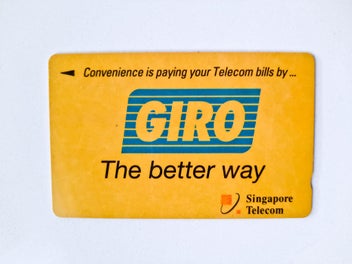 Convenience is paying your Telecom bills by ...
GIRO
The better way
Singapore
Telecom